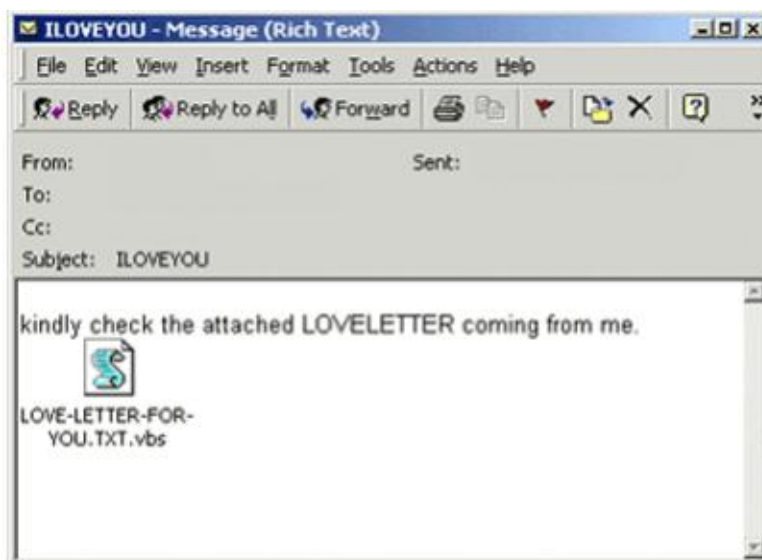 ILOVEYOU - Message (Rich Text)
File Edit View Insert Format Tools Actions Help
Reply Reply to All Forward
From: Sent:
To:
Cc:
Subject: ILOVEYOU
kindly check the attached LOVELETTER coming from me.
LOVE-LETTER-FOR-
YOU.TXT.vbs